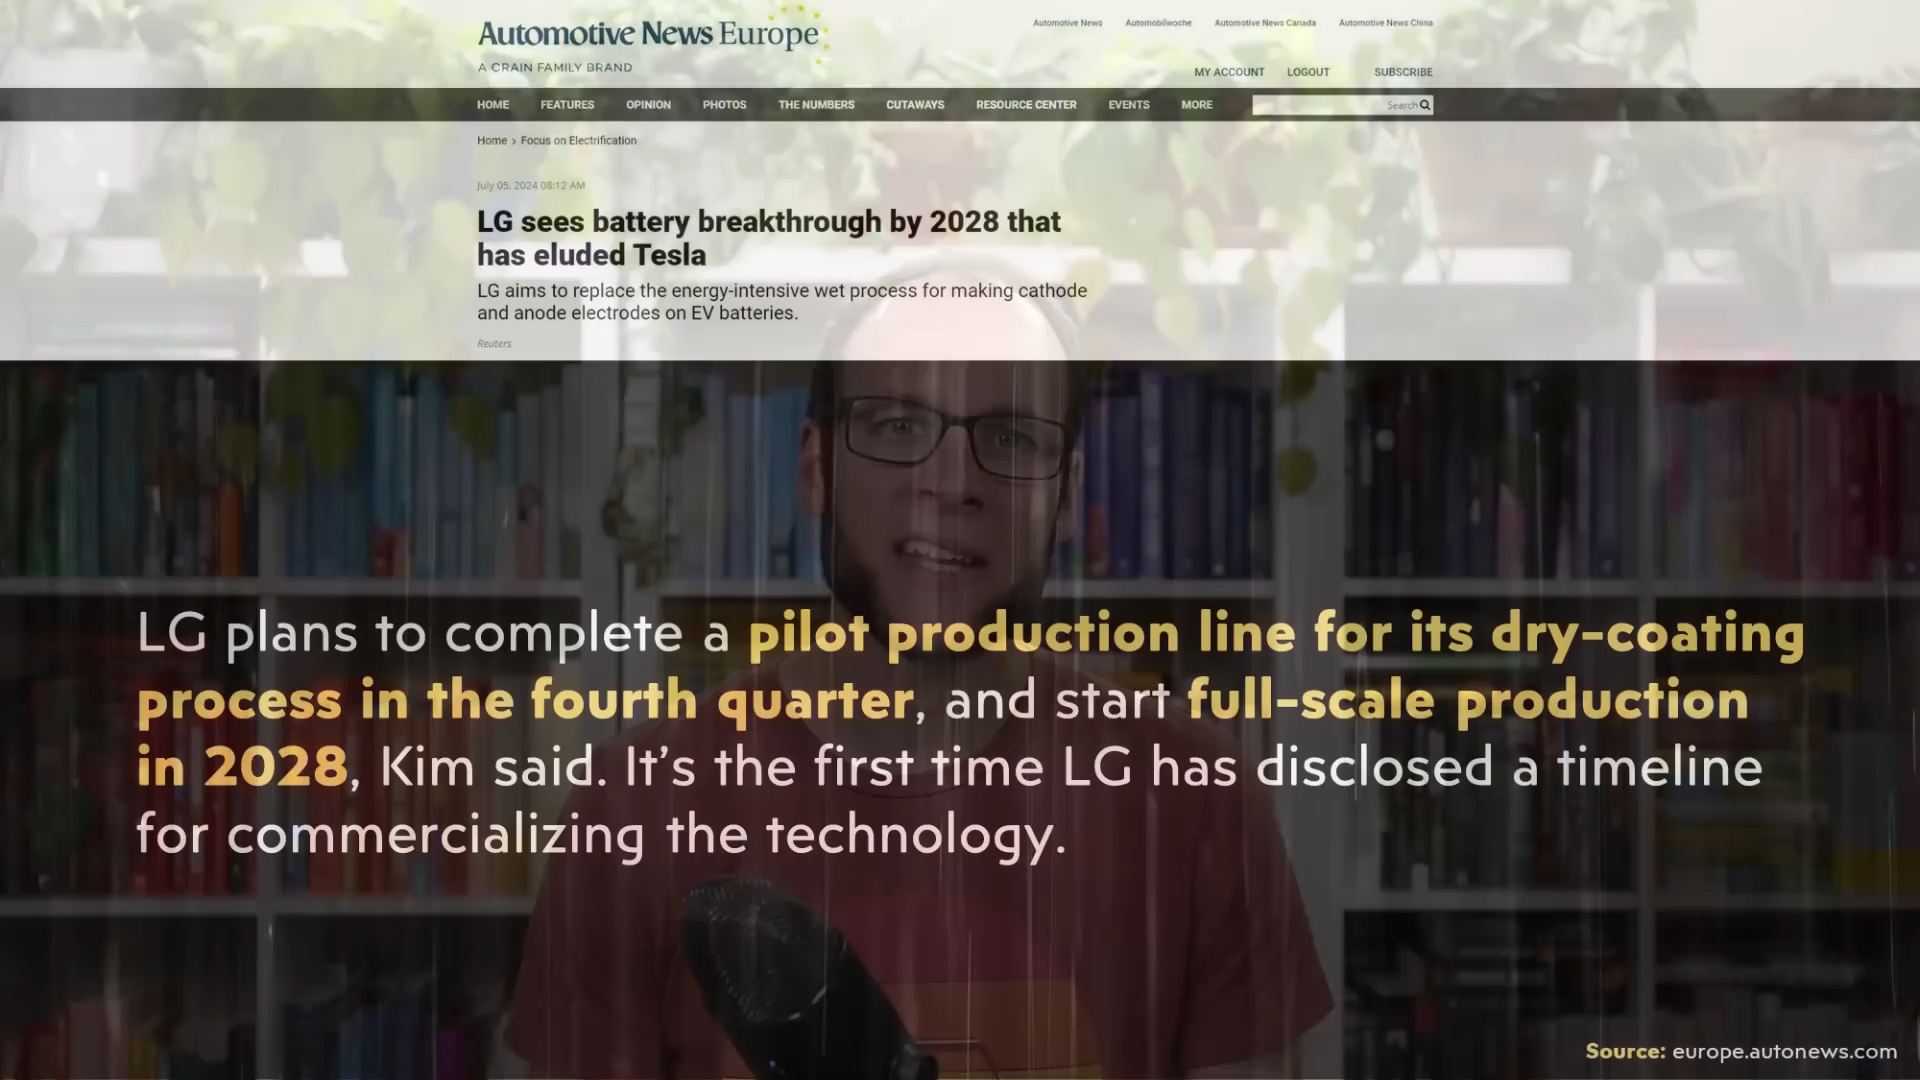 Automotive News Europe
A CRAIN FAMILY BRAND
Automotive News Automobilwoche Automotive News Canada Automotive News China
MY ACCOUNT LOGOUT SUBSCRIBE
HOME FEATURES OPINION PHOTOS THE NUMBERS CUTAWAYS RESOURCE CENTER EVENTS MORE Search
Home > Focus on Electrification
July 05, 2024 08:12 AM
LG sees battery breakthrough by 2028 that
has eluded Tesla
LG aims to replace the energy-intensive wet process for making cathode
and anode electrodes on EV batteries.
Reuters
LG plans to complete a pilot production line for its dry-coating
process in the fourth quarter, and start full-scale production
in 2028, Kim said. It’s the first time LG has disclosed a timeline
for commercializing the technology.
Source: europe.autonews.com